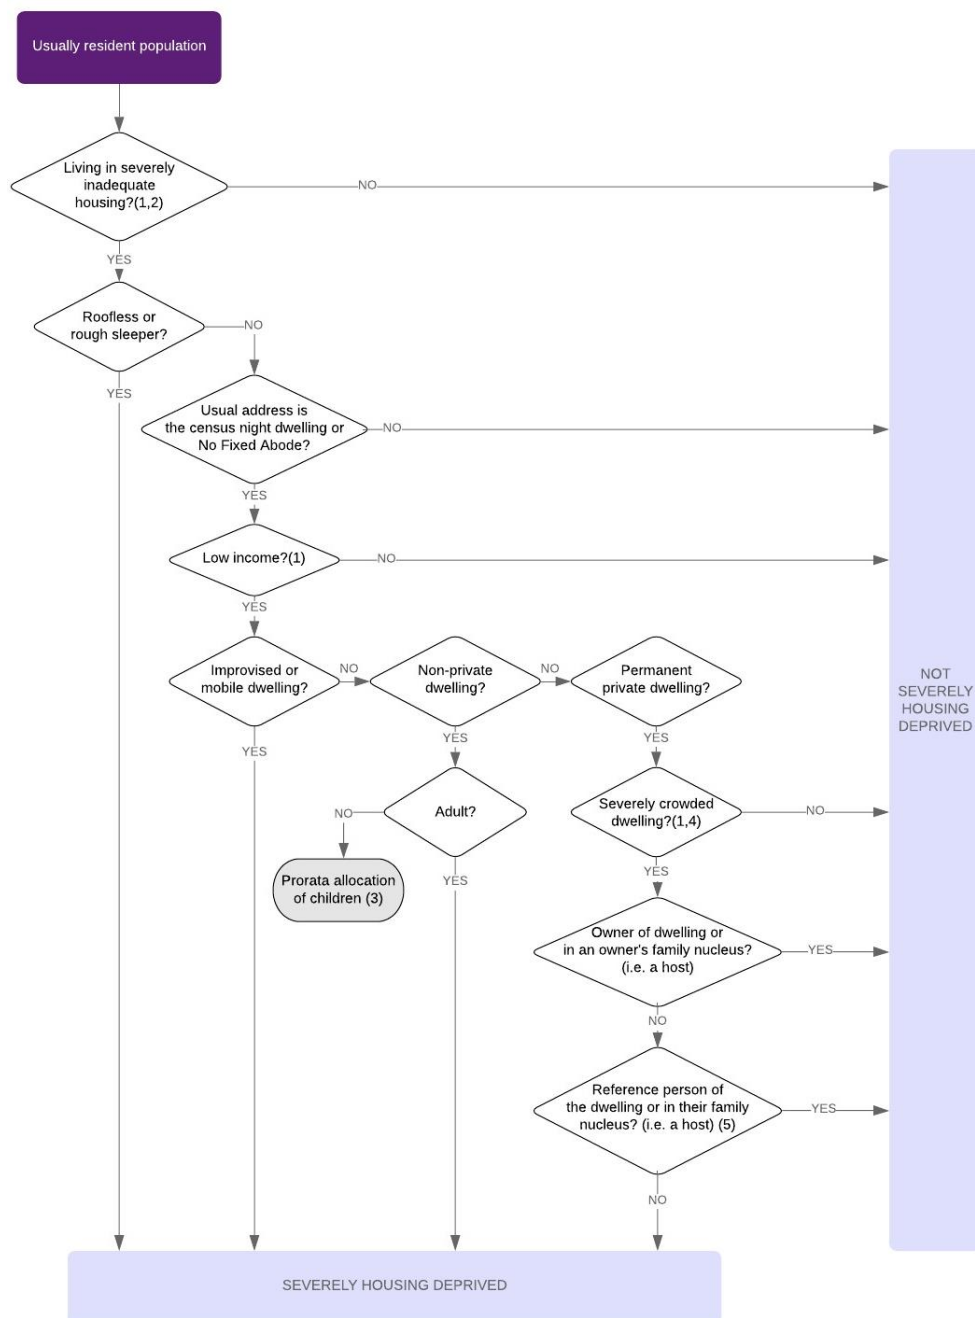 Usually resident population
Living in severely
inadequate
housing?(1,2)
NO
YES
Roofless or
rough sleeper?
NO
YES
Usual address is
the census night dwelling or
No Fixed Abode?
NO
YES
Low income?(1)
NO
YES
Improvised or
mobile dwelling?
NO
Non-private
dwelling?
NO
Permanent
private dwelling?
NOT
SEVERELY
HOUSING
DEPRIVED
YES
YES
YES
Adult?
NO
YES
Prorata allocation
of children (3)
Severely crowded
dwelling?(1,4)
NO
YES
Owner of dwelling or
in an owner's family nucleus?
(i.e. a host)
YES
NO
Reference person of
the dwelling or in their family
nucleus? (i.e. a host) (5)
YES
NO
SEVERELY HOUSING DEPRIVED